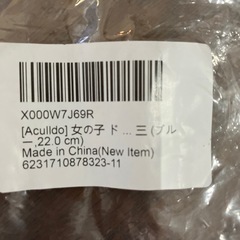 X000W7J69R
[Aculldo] 女の子 ド ... 三 (ブル
ー,22.0 cm)
Made in China(New Item)
6231710878323-11